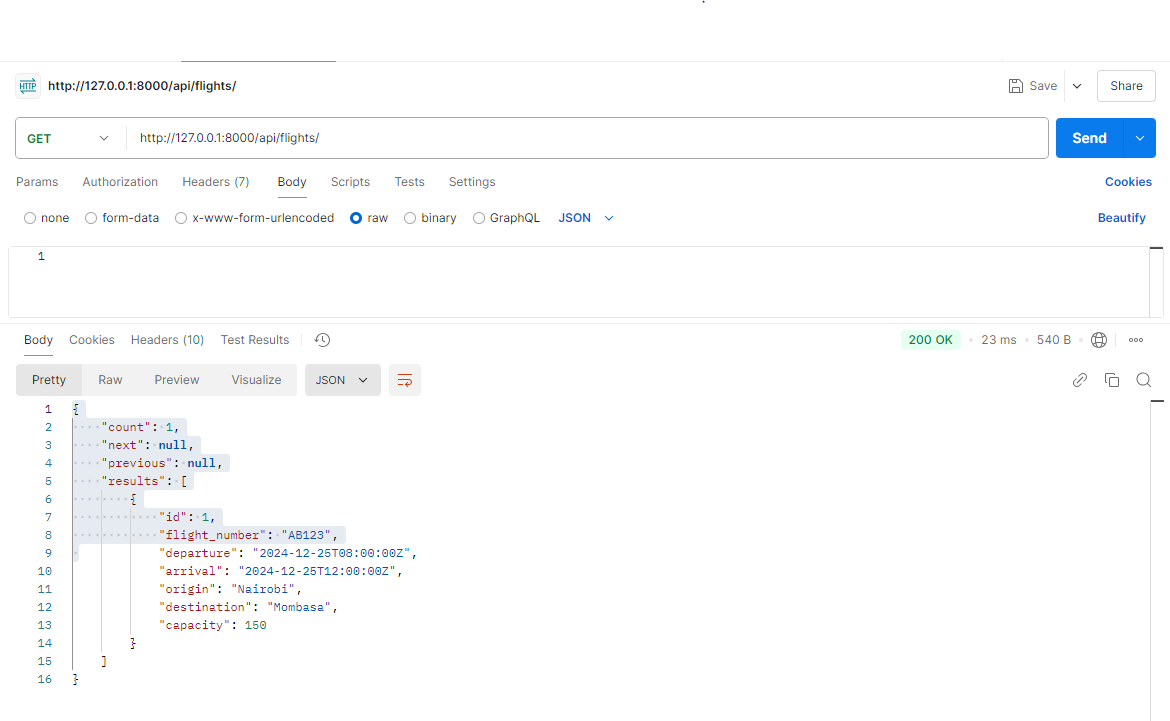 HTTP http://127.0.0.1:8000/api/flights/ Save Share
GET http://127.0.0.1:8000/api/flights/ Send
Params Authorization Headers (7) Body Scripts Tests Settings Cookies
none form-data x-www-form-urlencoded raw binary GraphQL JSON Beautify
1
Body Cookies Headers (10) Test Results 200 OK • 23 ms • 540 B •
Pretty Raw Preview Visualize JSON
1 {
2 "count": 1,
3 "next": null,
4 "previous": null,
5 "results": [
6 {
7 "id": 1,
8 "flight_number": "AB123",
9 "departure": "2024-12-25T08:00:00Z",
10 "arrival": "2024-12-25T12:00:00Z",
11 "origin": "Nairobi",
12 "destination": "Mombasa",
13 "capacity": 150
14 }
15 ]
16 }